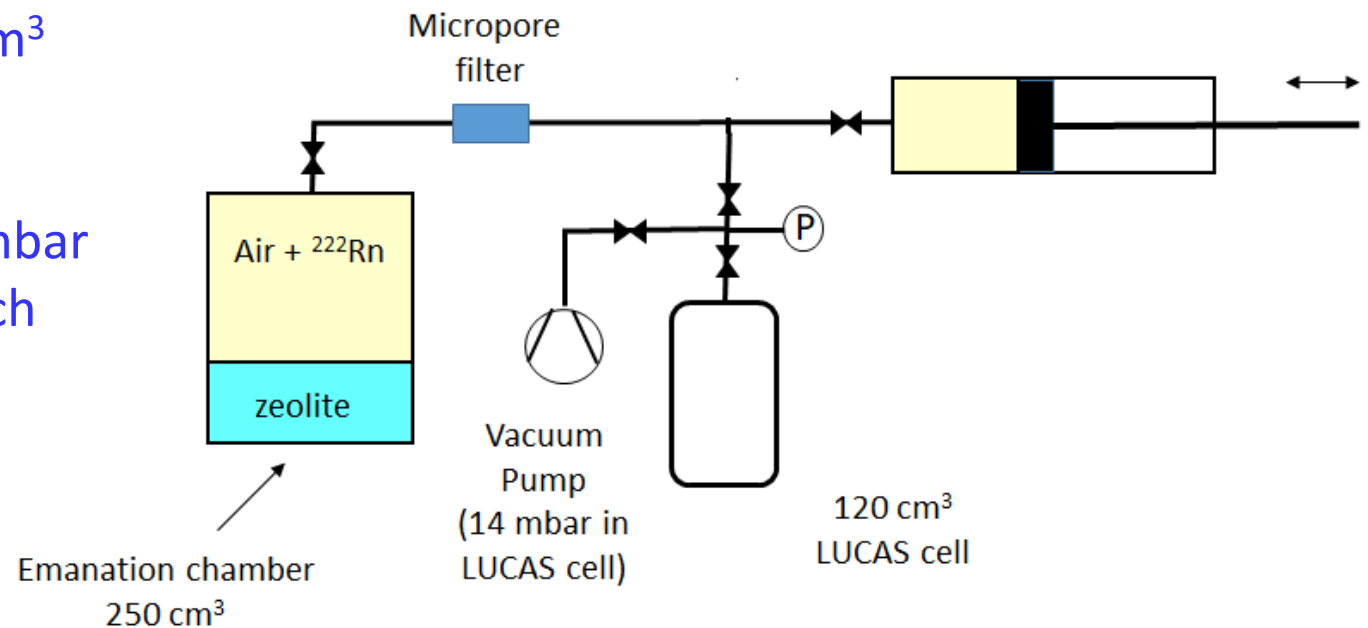 m³
Micropore
filter
P
mbar
Air + ²²²Rn
ch
zeolite
Vacuum
Pump
(14 mbar in
LUCAS cell)
120 cm³
LUCAS cell
Emanation chamber
250 cm³